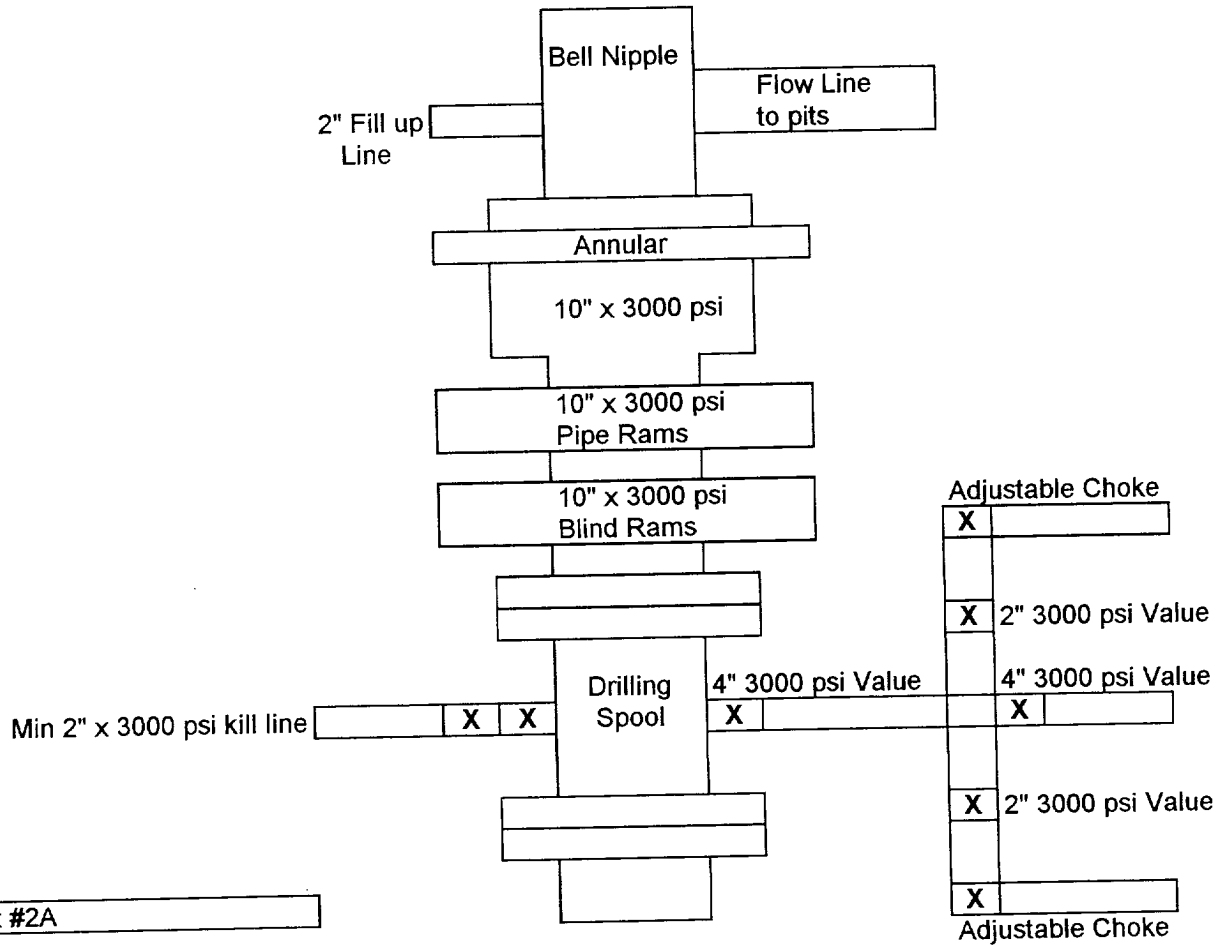 Bell Nipple
Flow Line
to pits
2" Fill up
Line
Annular
10" x 3000 psi
10" x 3000 psi
Pipe Rams
10" x 3000 psi
Blind Rams
Adjustable Choke
X
X 2" 3000 psi Value
Drilling
Spool
4" 3000 psi Value
4" 3000 psi Value
Min 2" x 3000 psi kill line
X X
X
X
X 2" 3000 psi Value
X
Adjustable Choke
#2A